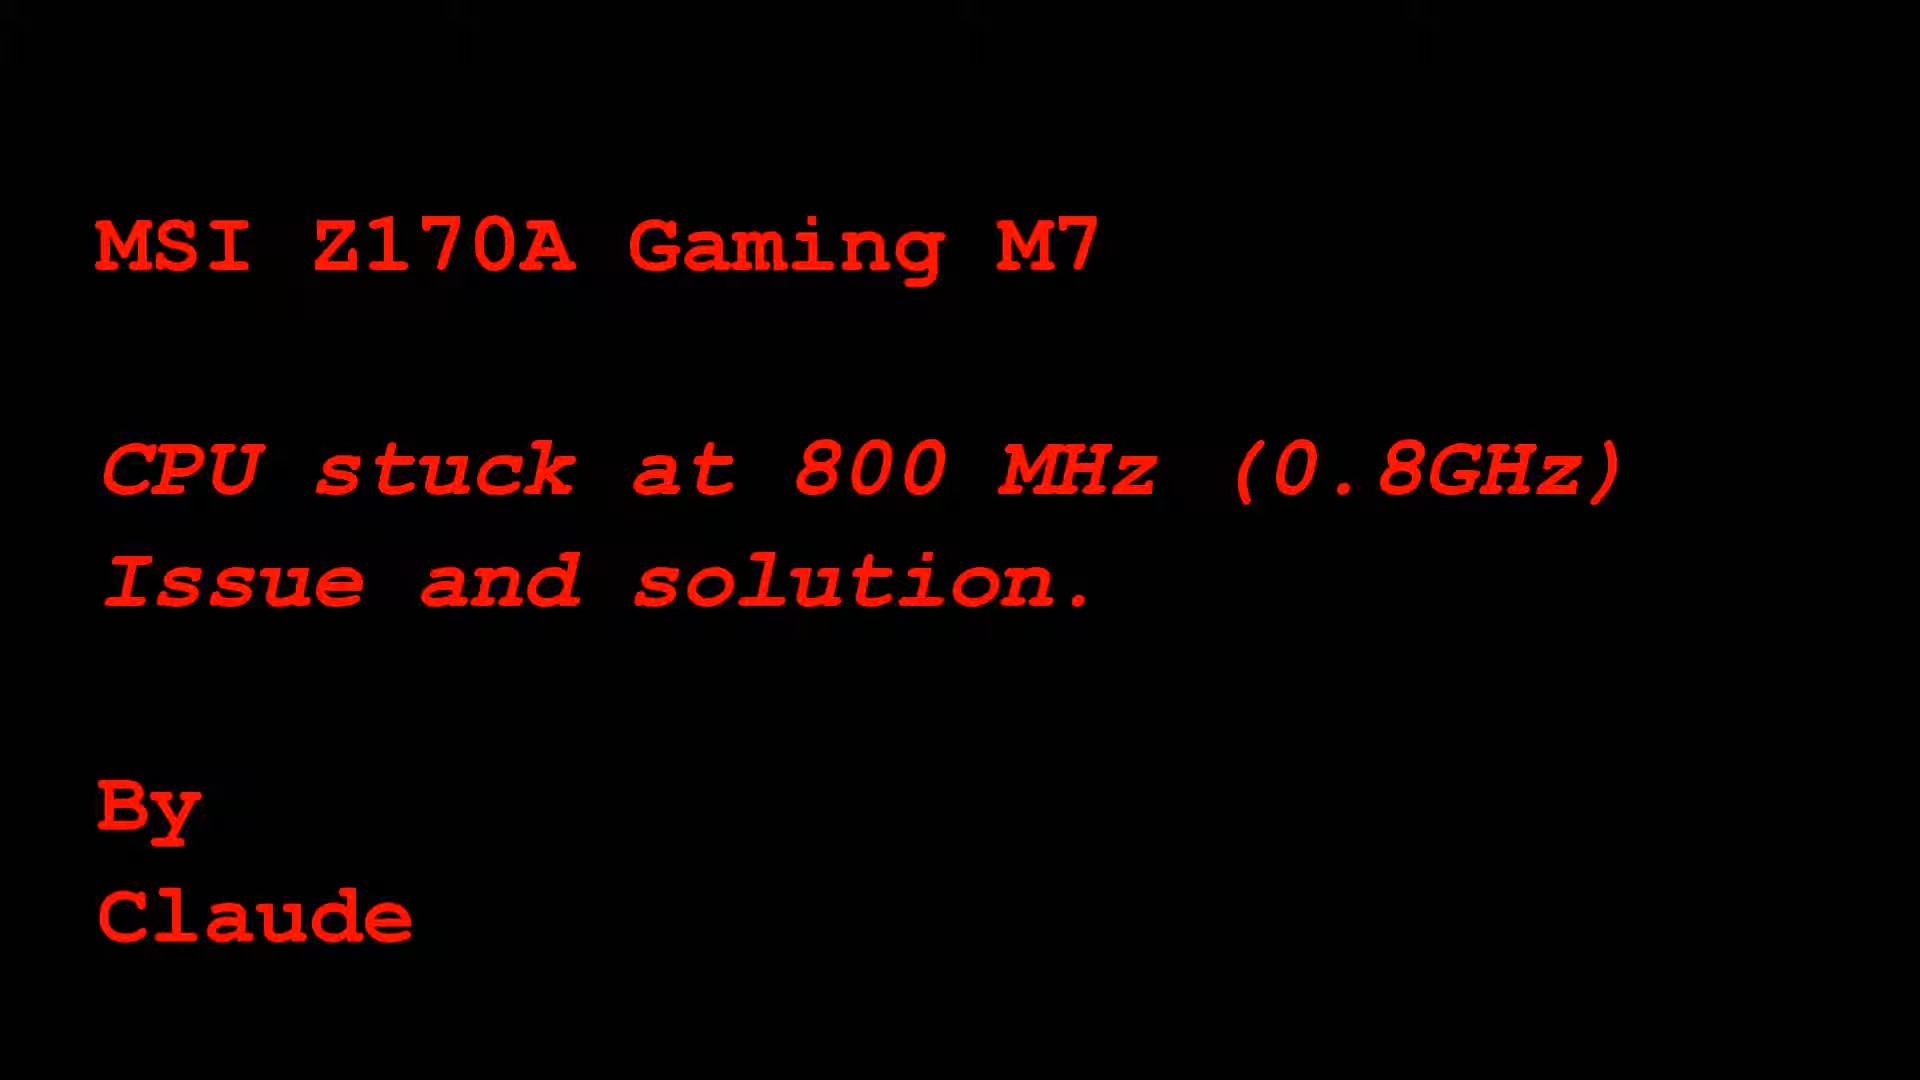 MSI Z170A Gaming M7
CPU stuck at 800 MHz (0.8GHz)
Issue and solution.
By
Claude